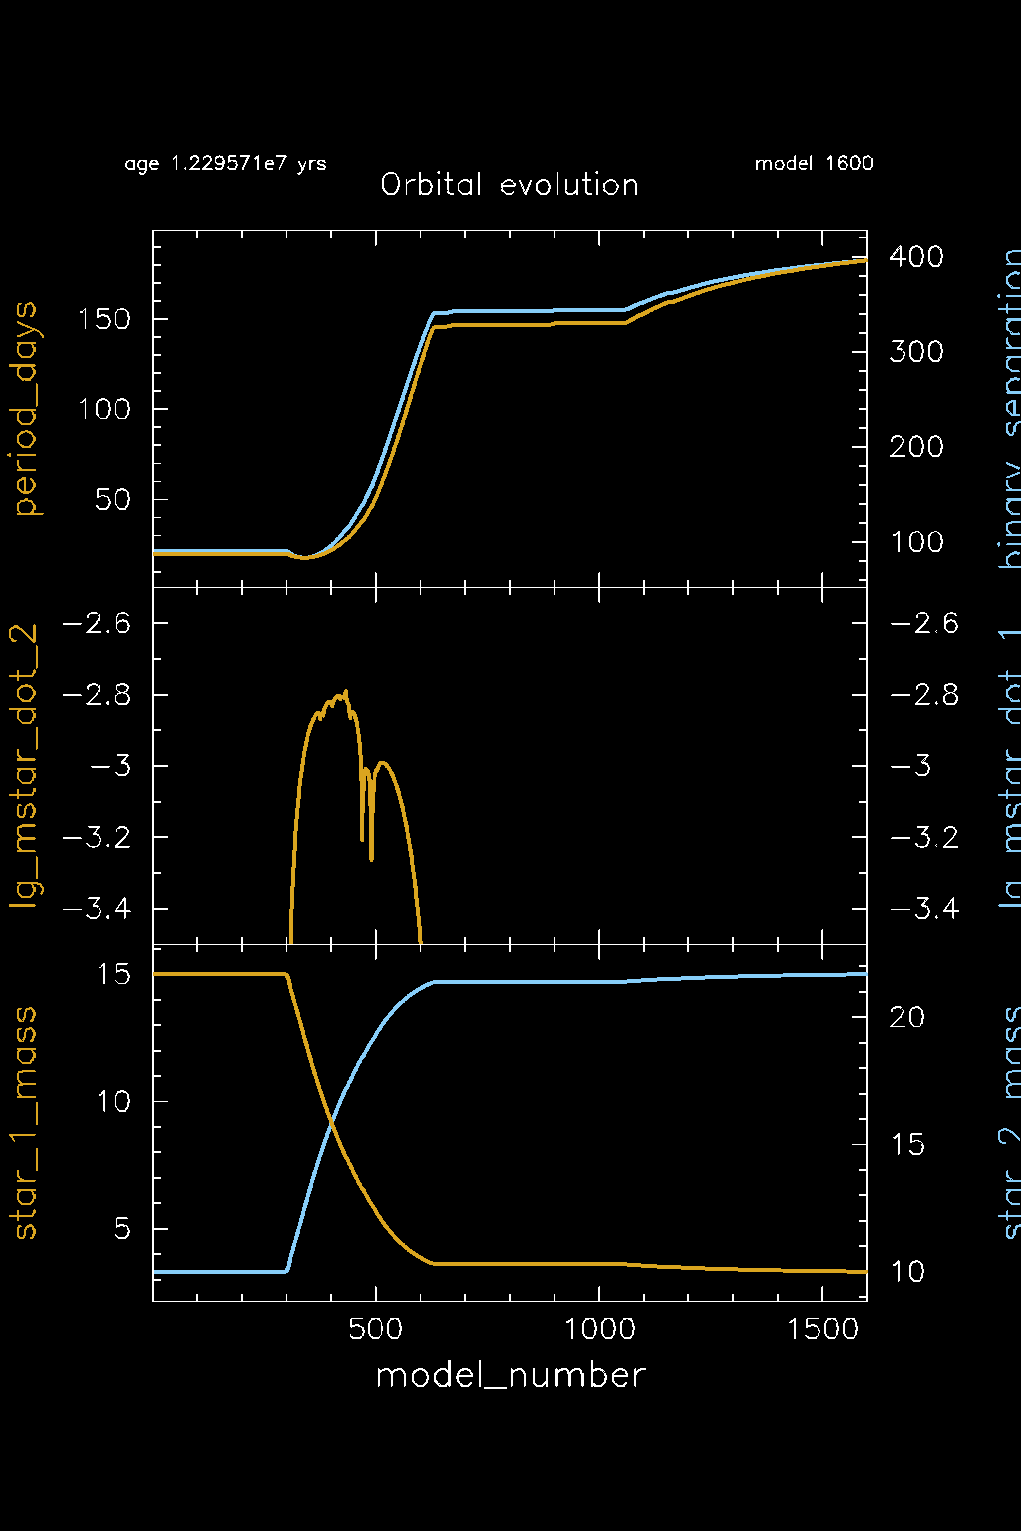 age 1.229571e7 yrs
model 1600
Orbital evolution
period_days
150
100
50
400
300
200
100
binary_separation
lg_mstar_dot_2
-2.6
-2.8
-3
-3.2
-3.4
-2.6
-2.8
-3
-3.2
-3.4
lg_mstar_dot_1
star_1_mass
15
10
5
20
15
10
star_2_mass
500
1000
1500
model_number